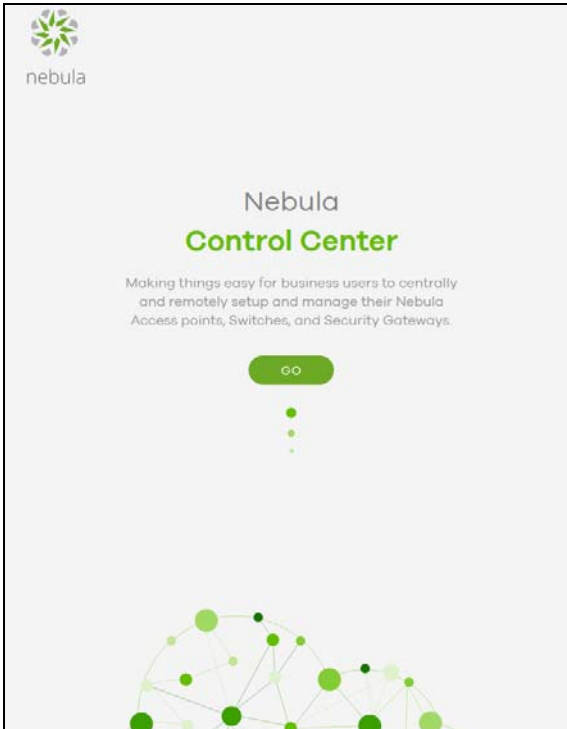 nebula
Nebula
Control Center
Making things easy for business users to centrally
and remotely setup and manage their Nebula
Access points, Switches, and Security Gateways.
GO